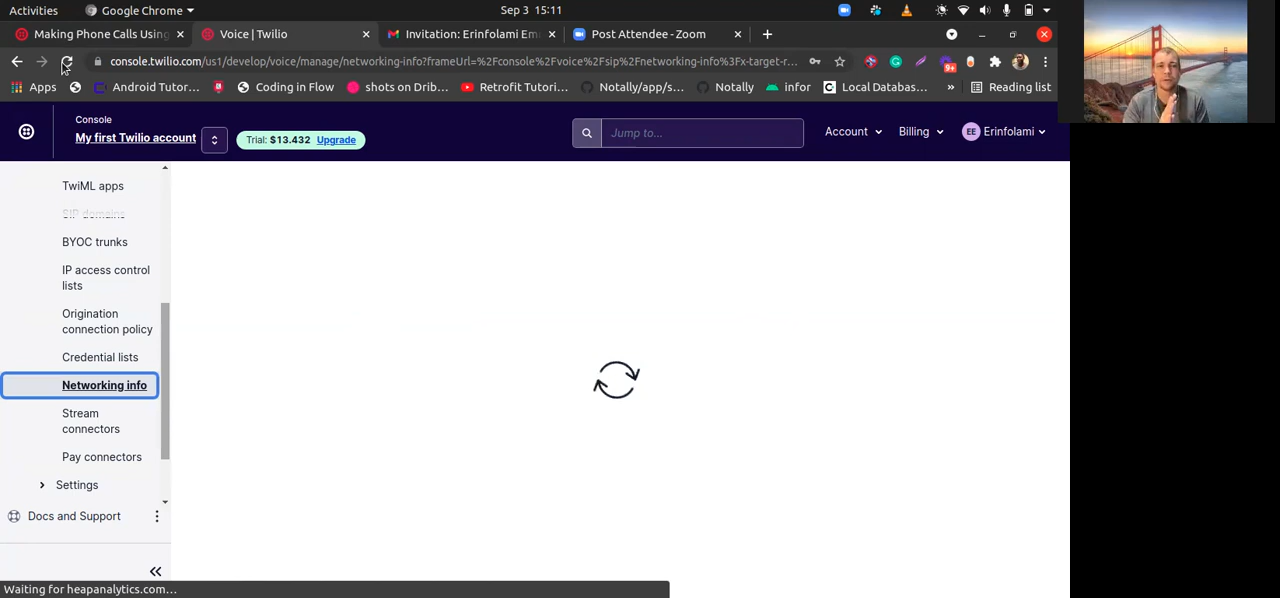 Activities
Google Chrome
Sep 3 15:11
Making Phone Calls Using
Voice | Twilio
Invitation: Erinfolami Em
Post Attendee - Zoom
console.twilio.com/us1/develop/voice/manage/networking-info?frameUrl=%2Fconsole%2Fvoice%2Fsip%2Fnetworking-info%3Fx-target-r...
Apps
Android Tutor...
Coding in Flow
shots on Drib...
Retrofit Tutori...
Notally/app/s...
Notally
infor
Local Databas...
»
Reading list
9+
Console
My first Twilio account
Trial: $13.432 Upgrade
Jump to...
Account
Billing
EE
Erinfolami
TwiML apps
SIP domains
BYOC trunks
IP access control
lists
Origination
connection policy
Credential lists
Networking info
Stream
connectors
Pay connectors
Settings
Docs and Support
Waiting for heapanalytics.com...